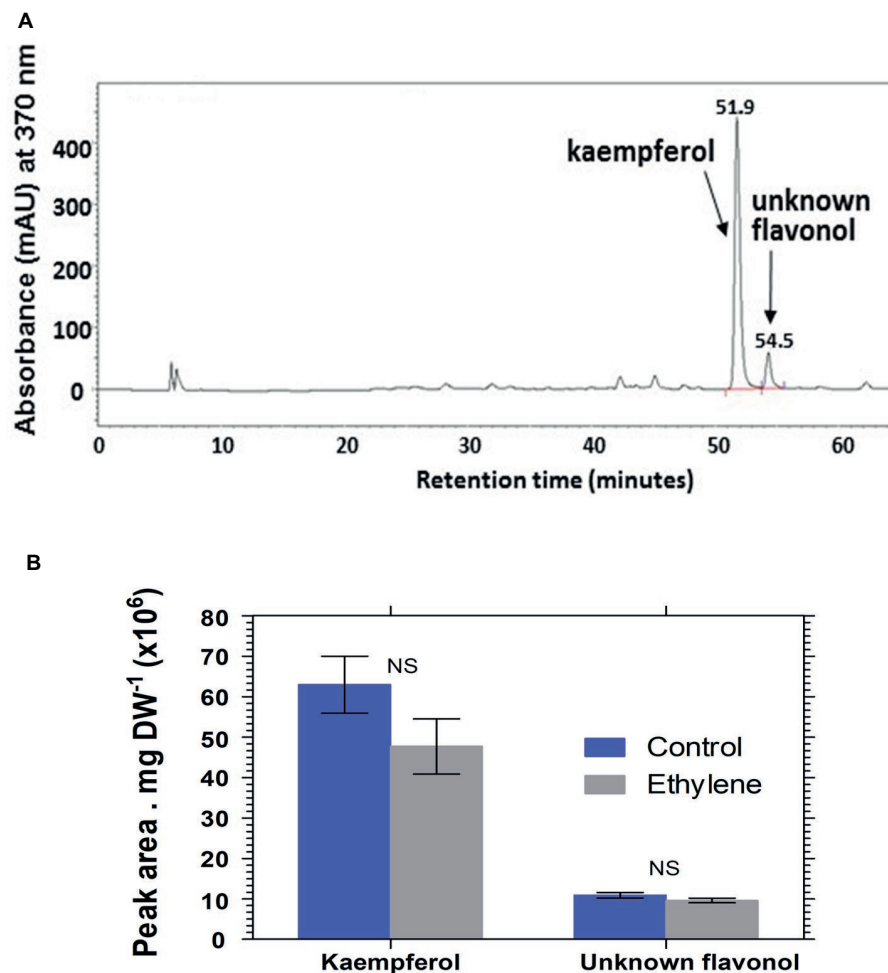 A
Absorbance (mAU) at 370 nm
400
300
200
100
0
51.9
kaempferol
unknown
flavonol
54.5
0 10 20 30 40 50 60
Retention time (minutes)
B
Peak area . mg DW⁻¹ (x10⁶)
80
70
60
50
40
30
20
10
0
NS
NS
Control
Ethylene
Kaempferol Unknown flavonol